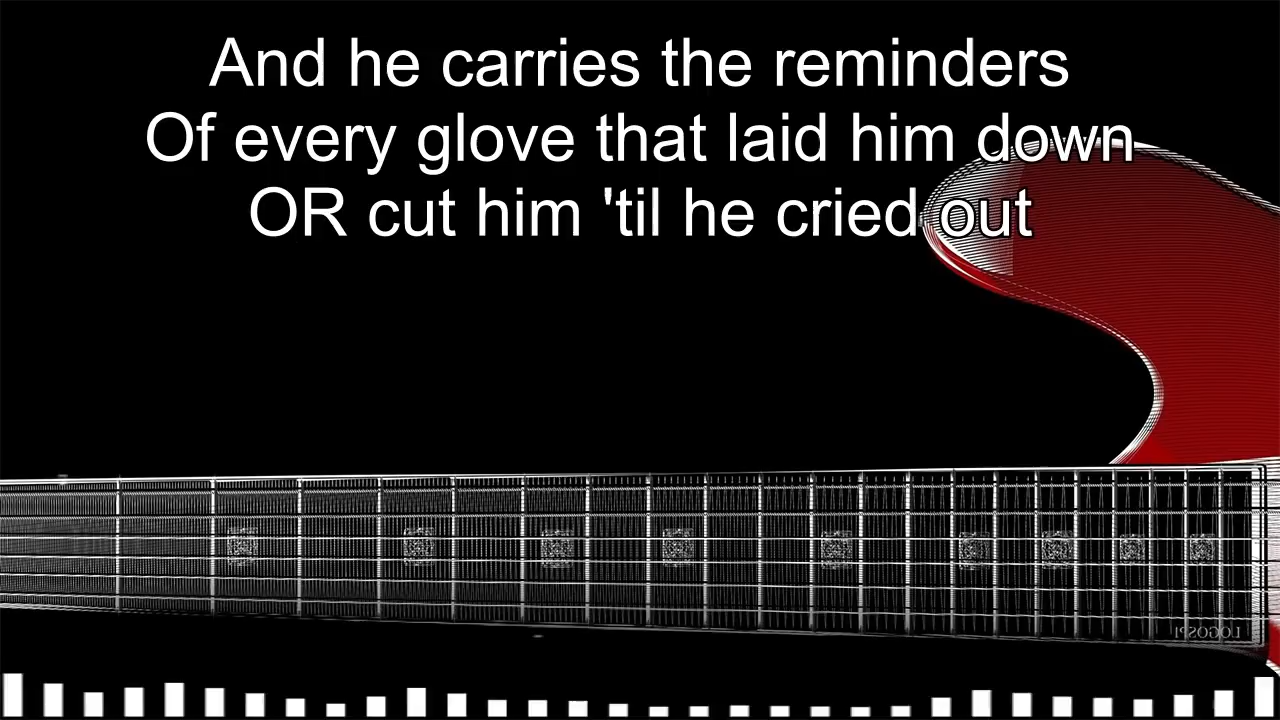 And he carries the reminders
Of every glove that laid him down
OR cut him 'til he cried out